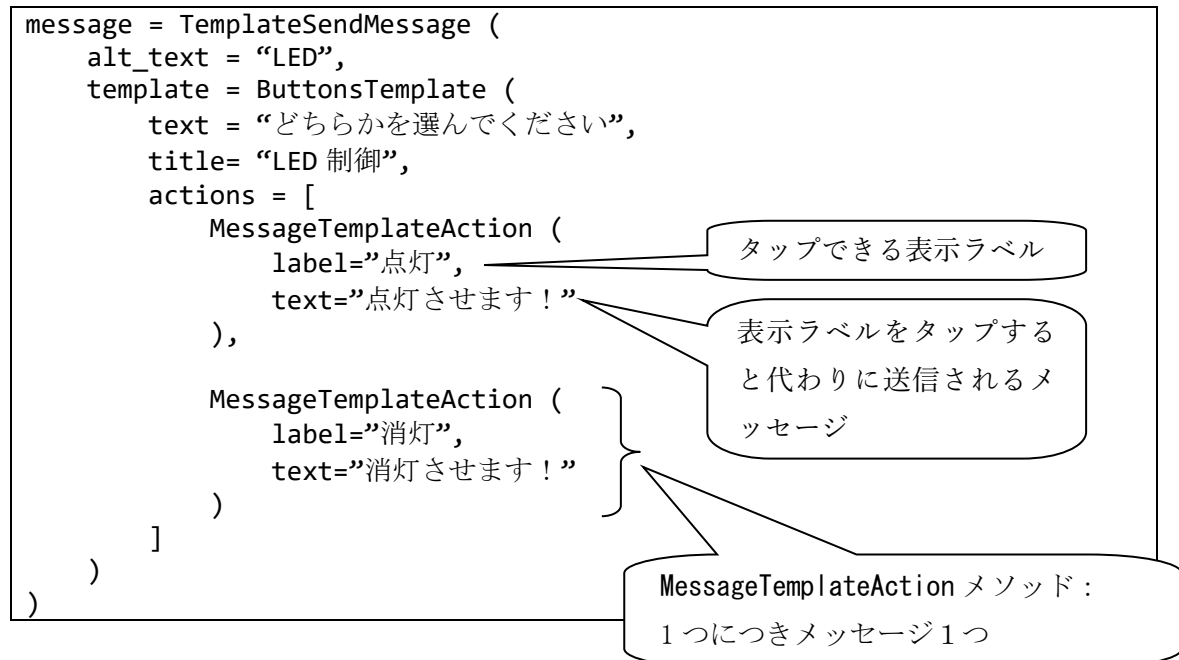 message = TemplateSendMessage (
    alt_text = “LED”,
    template = ButtonsTemplate (
        text = “どちらかを選んでください”,
        title= “LED 制御”,
        actions = [
            MessageTemplateAction (
                label=”点灯”,
                text=”点灯させます！”
            ),
            MessageTemplateAction (
                label=”消灯”,
                text=”消灯させます！”
            )
        ]
    )
)
タップできる表示ラベル
表示ラベルをタップする
と代わりに送信されるメ
ッセージ
MessageTemplateAction メソッド：
1 つにつきメッセージ１つ